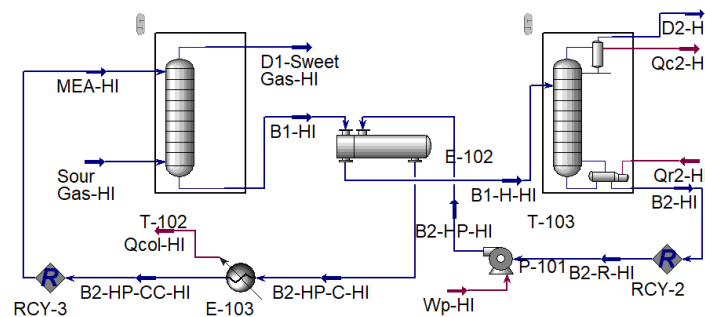 D2-H
Qc2-H
D1-Sweet
Gas-HI
MEA-HI
B1-HI
E-102
Sour
Gas-HI
Qr2-HI
B1-H-HI
B2-HI
T-102
T-103
Qcol-HI
B2-HP-HI
P-101
B2-R-HI
R
R
B2-HP-CC-HI
B2-HP-C-HI
RCY-3
E-103
Wp-HI
RCY-2